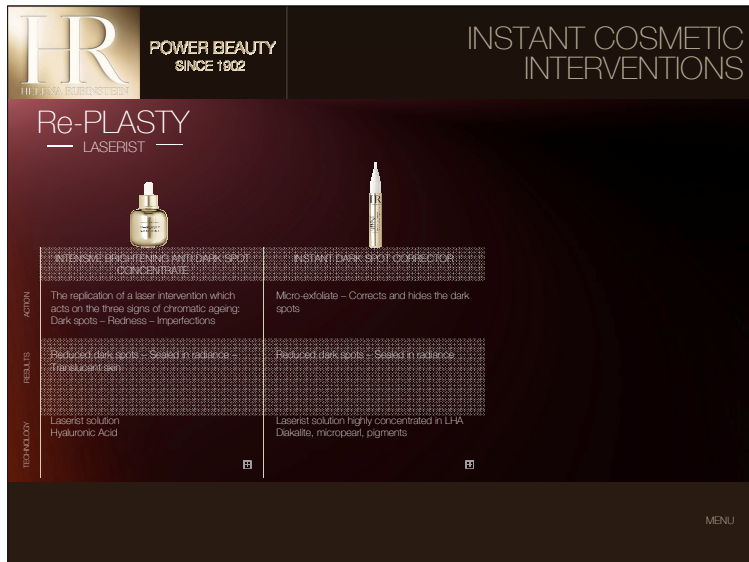 HR
HELENA RUBINSTEIN
POWER BEAUTY
SINCE 1902
INSTANT COSMETIC
INTERVENTIONS
Re-PLASTY
LASERIST
HR
INTENSIVE BRIGHTENING ANTI-DARK SPOT
CONCENTRATE
INSTANT DARK SPOT CORRECTOR
ACTION
The replication of a laser intervention which
acts on the three signs of chromatic ageing:
Dark spots – Redness – Imperfections
Micro-exfoliate – Corrects and hides the dark
spots
RESULTS
Reduced dark spots – Sealed in radiance –
Translucent skin
Reduced dark spots – Sealed in radiance
TECHNOLOGY
Laserist solution
Hyaluronic Acid
Laserist solution highly concentrated in LHA
Diakalite, micropearl, pigments
MENU